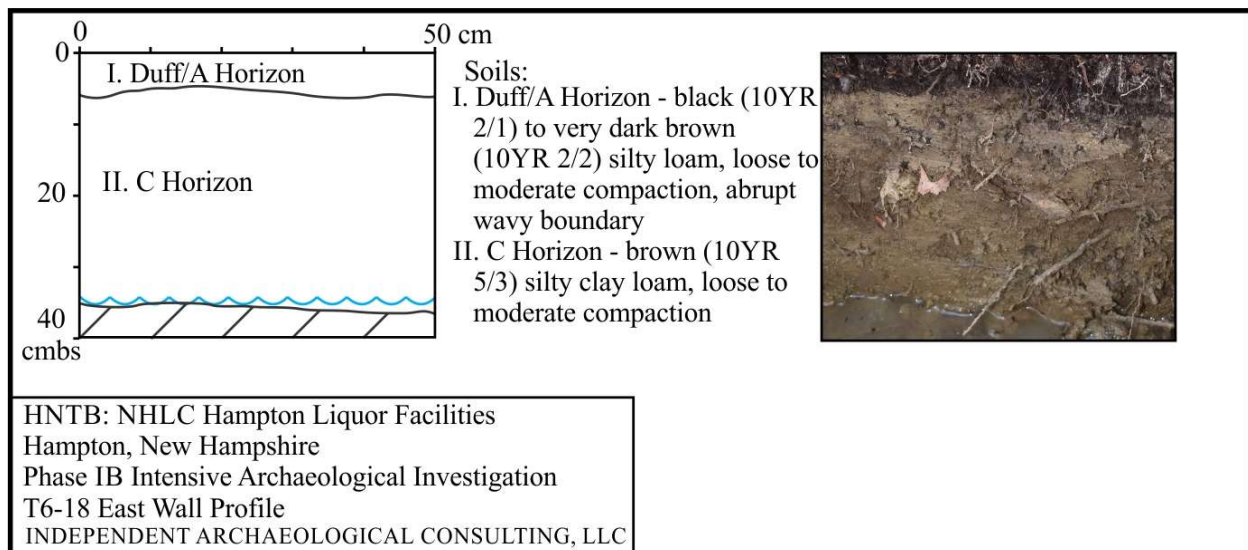 0
50 cm
0
I. Duff/A Horizon
II. C Horizon
20
40
cmbs
Soils:
I. Duff/A Horizon - black (10YR
2/1) to very dark brown
(10YR 2/2) silty loam, loose to
moderate compaction, abrupt
wavy boundary
II. C Horizon - brown (10YR
5/3) silty clay loam, loose to
moderate compaction
HNTB: NHLC Hampton Liquor Facilities
Hampton, New Hampshire
Phase IB Intensive Archaeological Investigation
T6-18 East Wall Profile
INDEPENDENT ARCHAEOLOGICAL CONSULTING, LLC